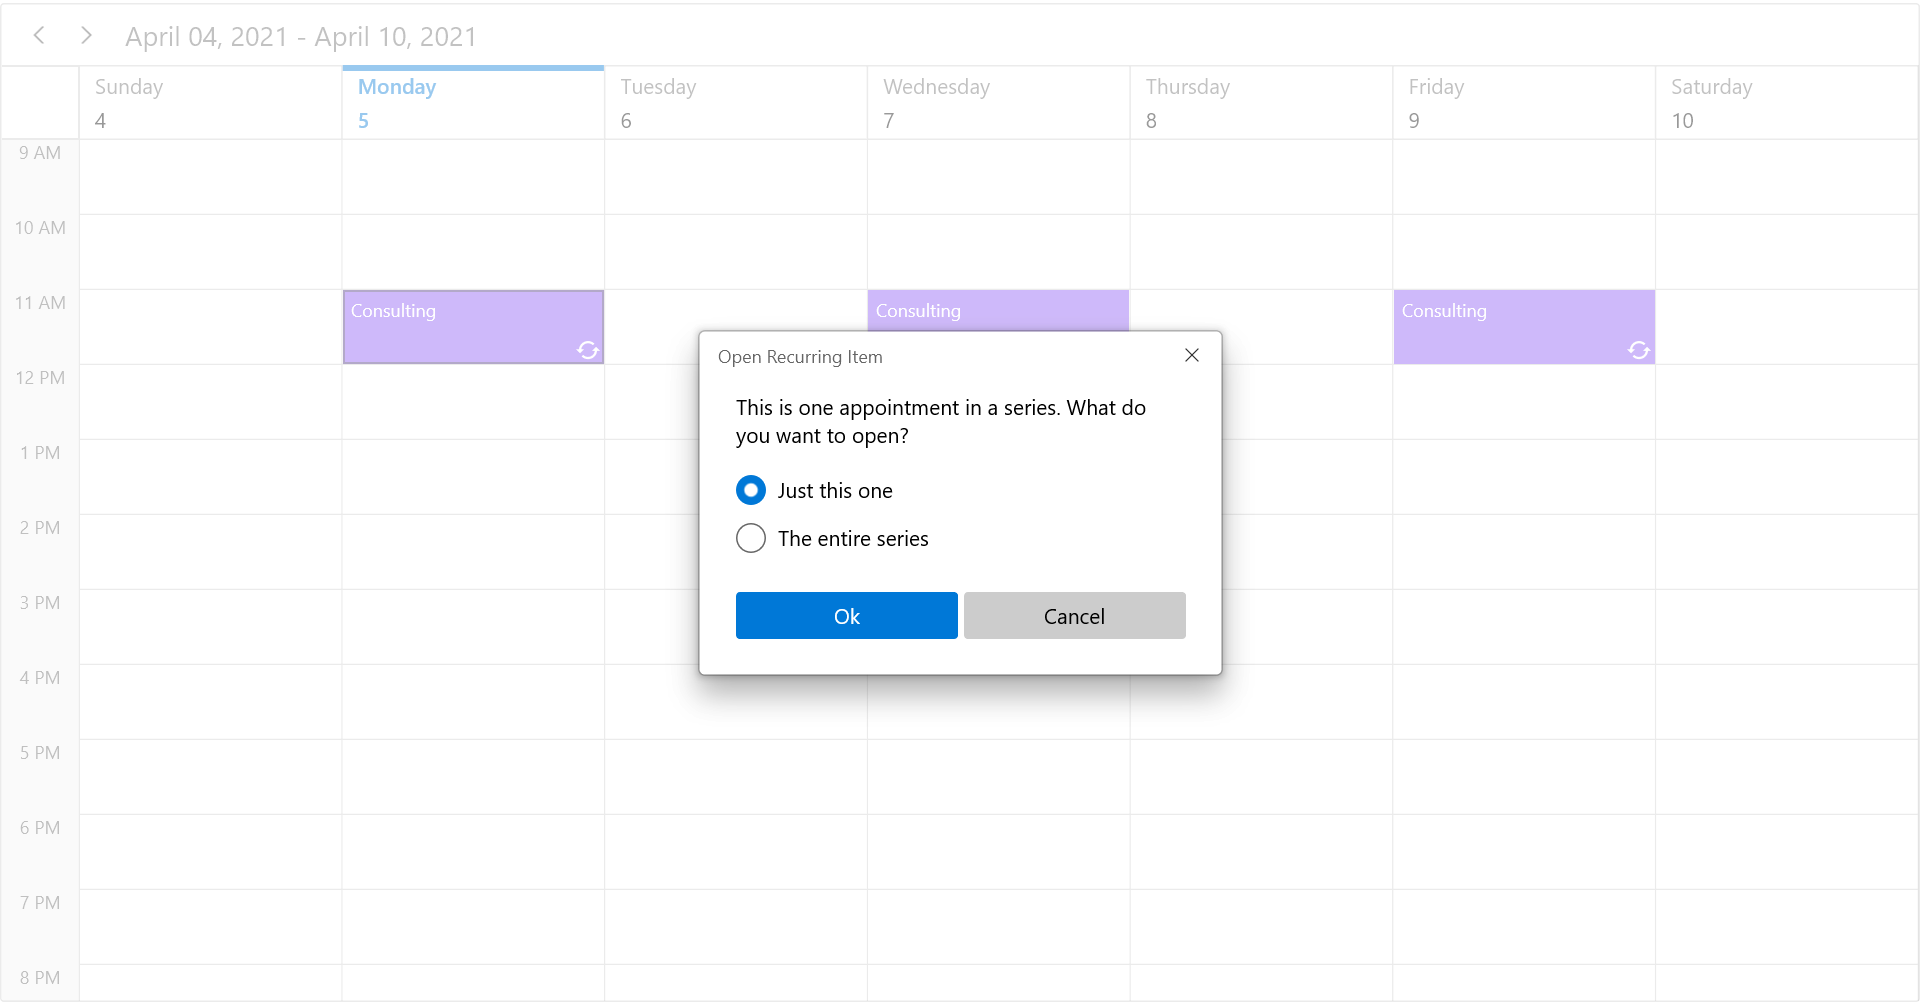 April 04, 2021 - April 10, 2021
Sunday Monday Tuesday Wednesday Thursday Friday Saturday
4 5 6 7 8 9 10
9 AM
10 AM
11 AM
Consulting Consulting Consulting
12 PM
1 PM
2 PM
3 PM
4 PM
5 PM
6 PM
7 PM
8 PM
Open Recurring Item
This is one appointment in a series. What do
you want to open?
Just this one
The entire series
Ok Cancel